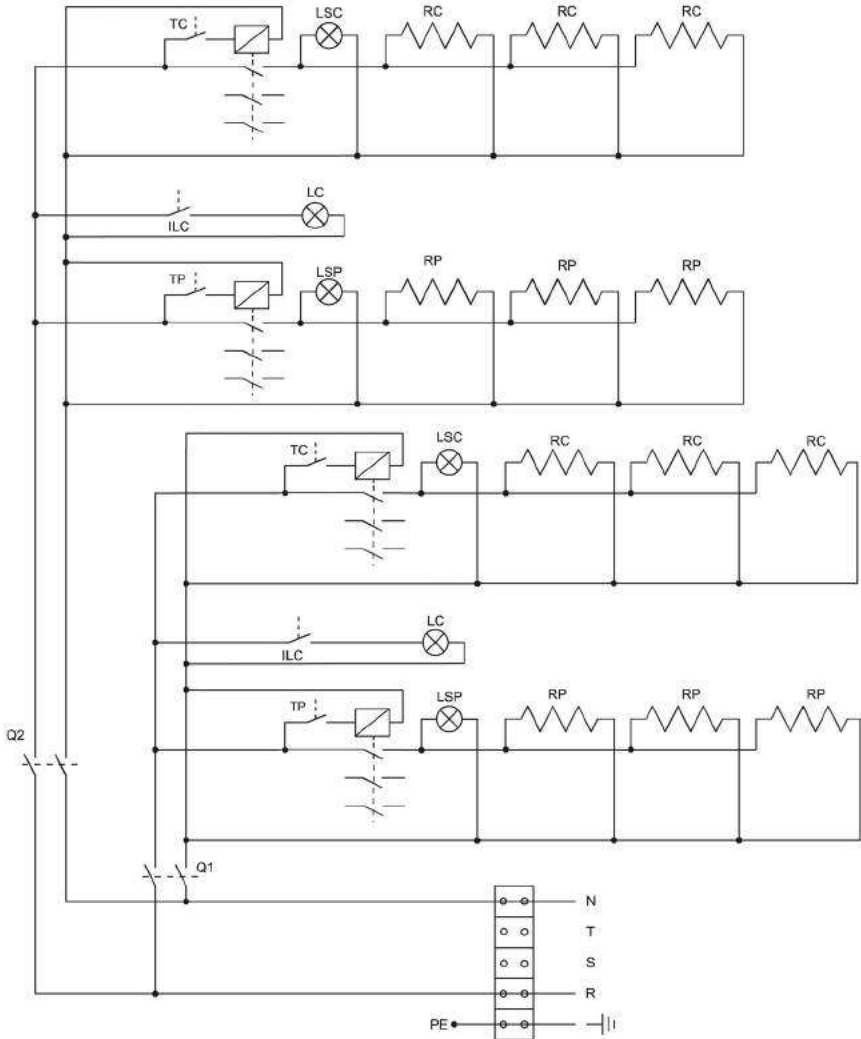 TC LSC RC RC RC
LC
ILC
TP LSP RP RP RP
TC LSC RC RC RC
LC
ILC
TP LSP RP RP RP
Q2
Q1
N
T
S
R
PE